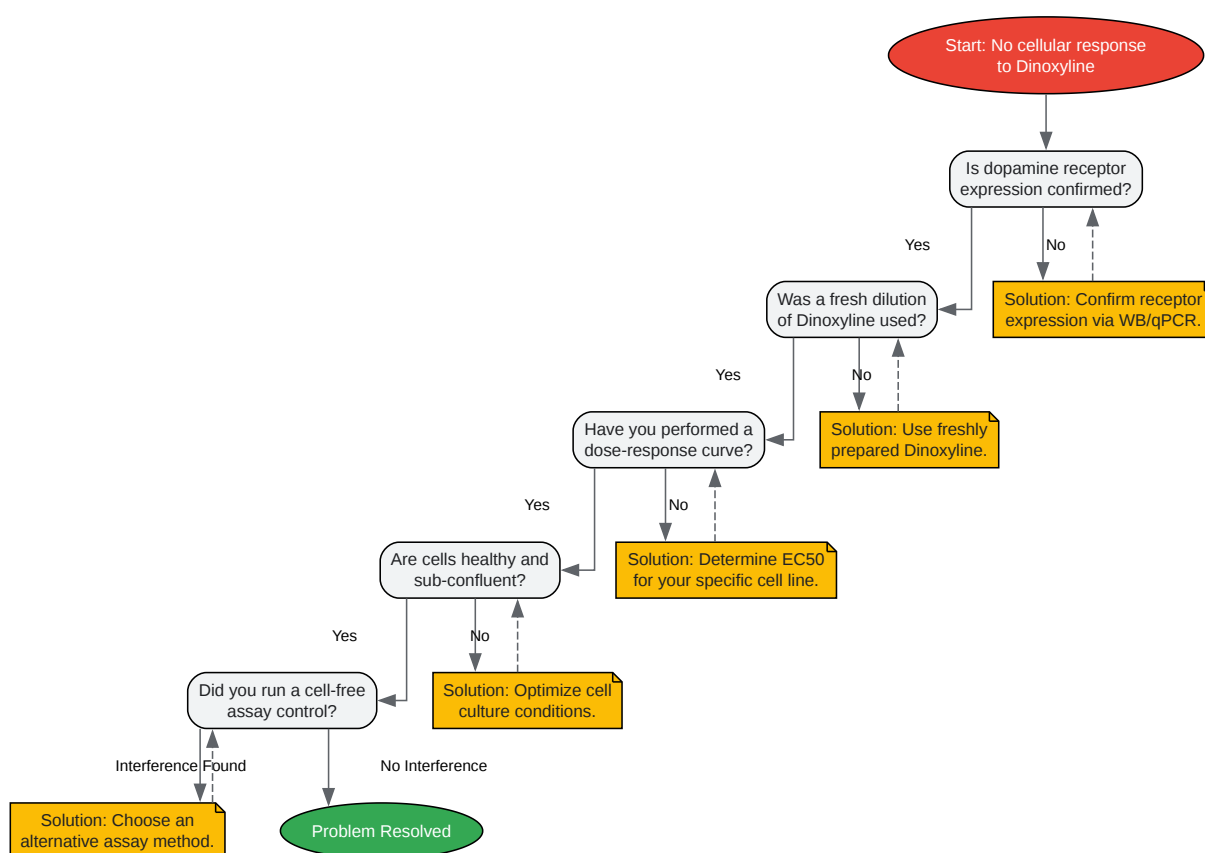 Start: No cellular response
to Dinoxyline
Is dopamine receptor
expression confirmed?
Yes
No
Was a fresh dilution
of Dinoxyline used?
Solution: Confirm receptor
expression via WB/qPCR.
Yes
No
Have you performed a
dose-response curve?
Solution: Use freshly
prepared Dinoxyline.
Yes
No
Are cells healthy and
sub-confluent?
Solution: Determine EC50
for your specific cell line.
Yes
No
Did you run a cell-free
assay control?
Solution: Optimize cell
culture conditions.
Interference Found
No Interference
Solution: Choose an
alternative assay method.
Problem Resolved